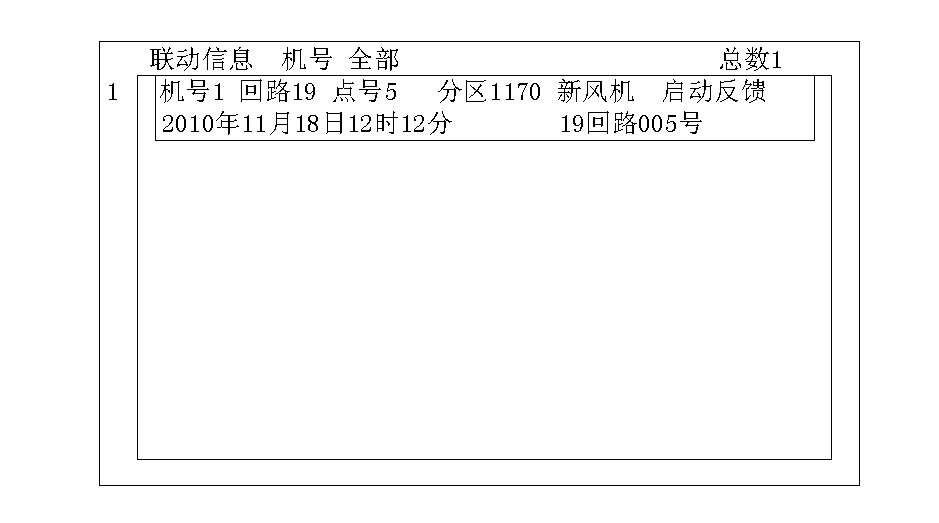 联动信息 机号 全部 总数1
1 机号1 回路19 点号5 分区1170 新风机 启动反馈
2010年11月18日12时12分 19回路005号